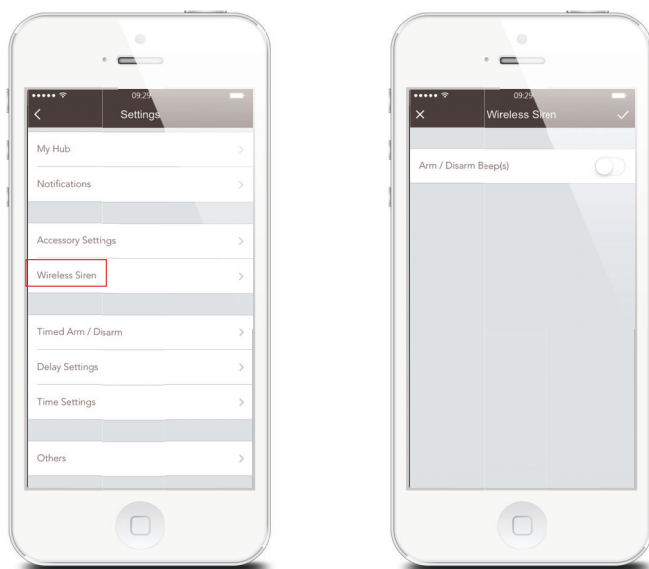 09:29
Settings
My Hub
Notifications
Accessory Settings
Wireless Siren
Timed Arm / Disarm
Delay Settings
Time Settings
Others
09:29
Wireless Siren
Arm / Disarm Beep(s)